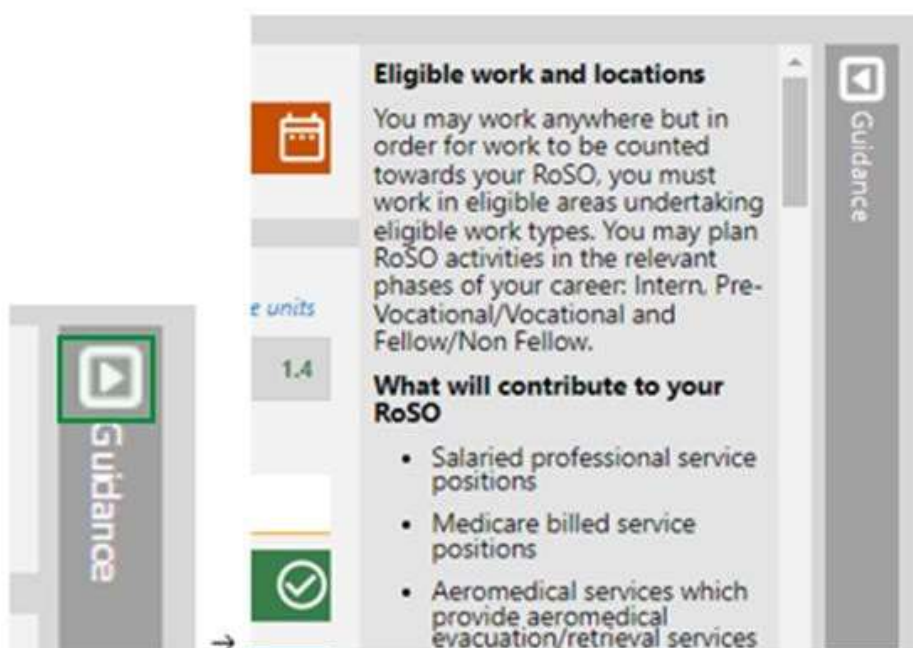 Guidance
→
e units
1.4
Eligible work and locations
You may work anywhere but in
order for work to be counted
towards your RoSO, you must
work in eligible areas undertaking
eligible work types. You may plan
RoSO activities in the relevant
phases of your career: Intern, Pre-
Vocational/Vocational and
Fellow/Non Fellow.
What will contribute to your
RoSO
• Salaried professional service
positions
• Medicare billed service
positions
• Aeromedical services which
provide aeromedical
evacuation/retrieval services
Guidance